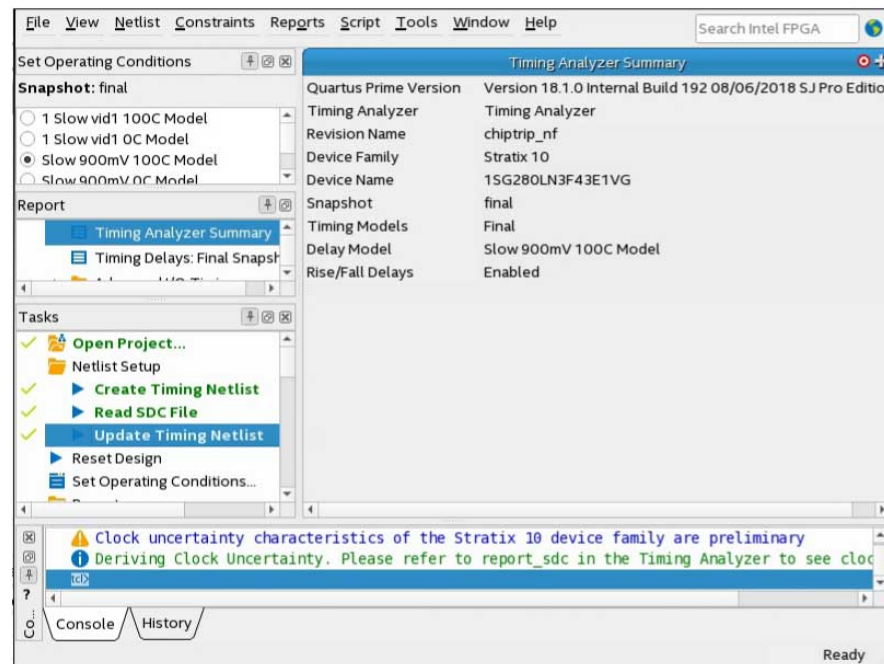 File View Netlist Constraints Reports Script Tools Window Help Search Intel FPGA
Set Operating Conditions
Snapshot: final
1 Slow vid1 100C Model
1 Slow vid1 0C Model
Slow 900mV 100C Model
Slow 900mV 0C Model
Report
Timing Analyzer Summary
Timing Delays: Final Snapsh
Tasks
Open Project...
Netlist Setup
Create Timing Netlist
Read SDC File
Update Timing Netlist
Reset Design
Set Operating Conditions...
Timing Analyzer Summary
Quartus Prime Version Version 18.1.0 Internal Build 192 08/06/2018 SJ Pro Editio
Timing Analyzer Timing Analyzer
Revision Name chiptrip_nf
Device Family Stratix 10
Device Name 1SG280LN3F43E1VG
Snapshot final
Timing Models Final
Delay Model Slow 900mV 100C Model
Rise/Fall Delays Enabled
Clock uncertainty characteristics of the Stratix 10 device family are preliminary
Deriving Clock Uncertainty. Please refer to report_sdc in the Timing Analyzer to see cloc
tcl>
?
Co...
Console History
Ready